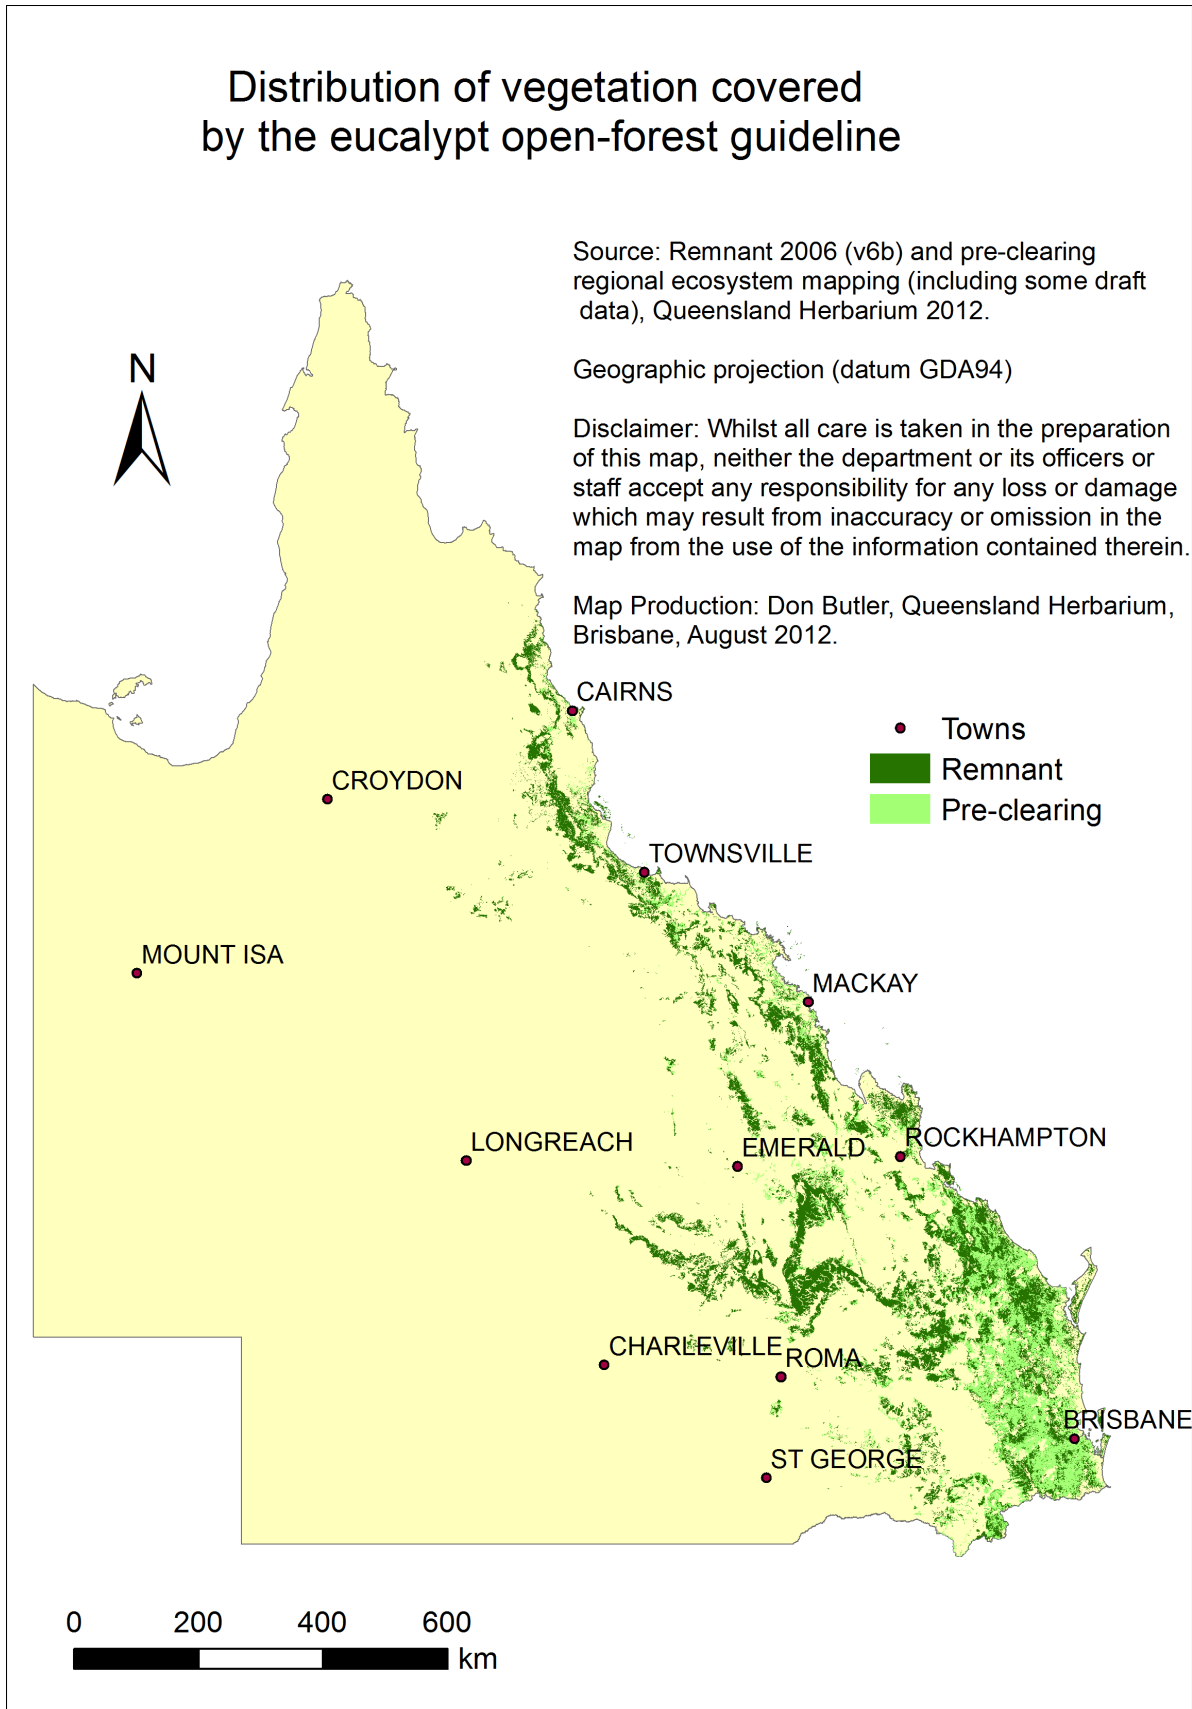 Distribution of vegetation covered
by the eucalypt open-forest guideline
Source: Remnant 2006 (v6b) and pre-clearing
regional ecosystem mapping (including some draft
data), Queensland Herbarium 2012.
Geographic projection (datum GDA94)
Disclaimer: Whilst all care is taken in the preparation
of this map, neither the department or its officers or
staff accept any responsibility for any loss or damage
which may result from inaccuracy or omission in the
map from the use of the information contained therein.
Map Production: Don Butler, Queensland Herbarium,
Brisbane, August 2012.
N
CAIRNS
Towns
Remnant
Pre-clearing
CROYDON
TOWNSVILLE
MOUNT ISA
MACKAY
LONGREACH
EMERALD
ROCKHAMPTON
CHARLEVILLE
ROMA
BRISBANE
ST GEORGE
0 200 400 600
km